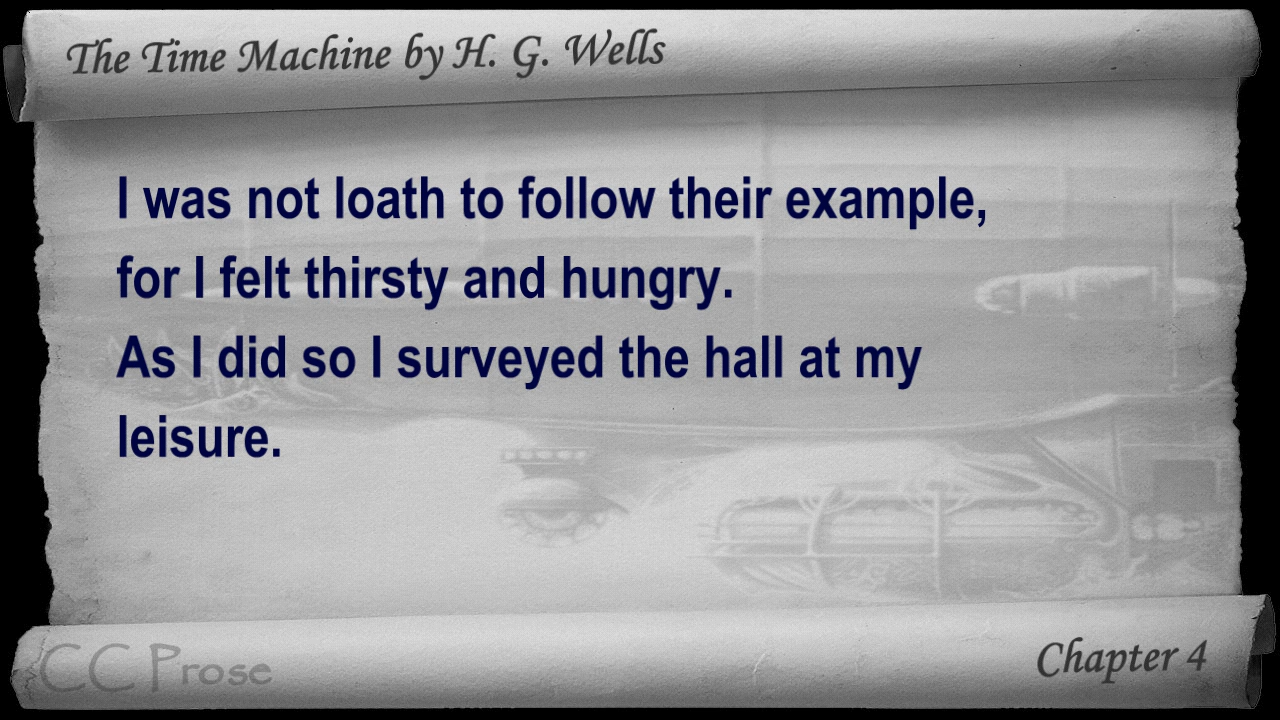 The Time Machine by H. G. Wells
I was not loath to follow their example,
for I felt thirsty and hungry.
As I did so I surveyed the hall at my
leisure.
CC Prose
Chapter 4